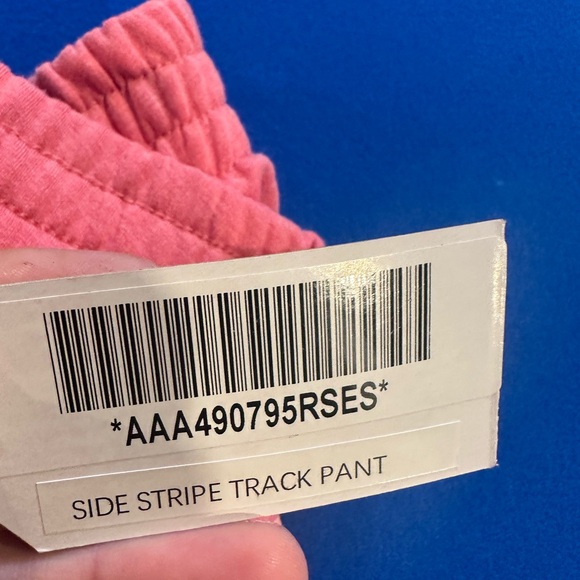 *AAA490795RSES*
SIDE STRIPE TRACK PANT